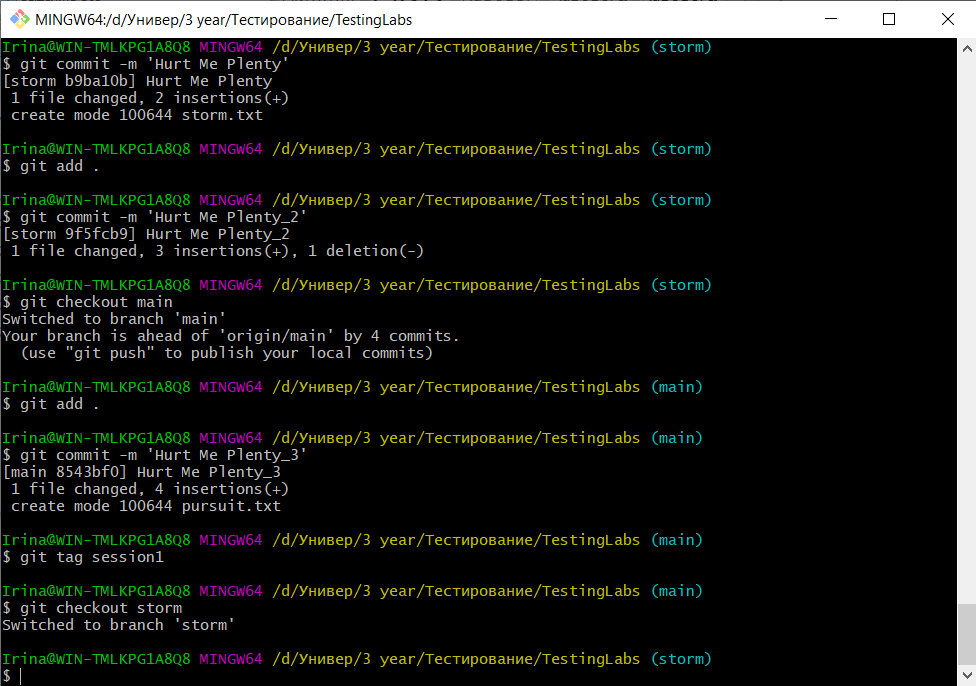 MINGW64:/d/Универ/3 year/Тестирование/TestingLabs
Irina@WIN-TMLKPG1A8Q8 MINGW64 /d/Универ/3 year/Тестирование/TestingLabs (storm)
$ git commit -m 'Hurt Me Plenty'
[storm b9ba10b] Hurt Me Plenty
 1 file changed, 2 insertions(+)
 create mode 100644 storm.txt
Irina@WIN-TMLKPG1A8Q8 MINGW64 /d/Универ/3 year/Тестирование/TestingLabs (storm)
$ git add .
Irina@WIN-TMLKPG1A8Q8 MINGW64 /d/Универ/3 year/Тестирование/TestingLabs (storm)
$ git commit -m 'Hurt Me Plenty_2'
[storm 9f5fcb9] Hurt Me Plenty_2
 1 file changed, 3 insertions(+), 1 deletion(-)
Irina@WIN-TMLKPG1A8Q8 MINGW64 /d/Универ/3 year/Тестирование/TestingLabs (storm)
$ git checkout main
Switched to branch 'main'
Your branch is ahead of 'origin/main' by 4 commits.
  (use "git push" to publish your local commits)
Irina@WIN-TMLKPG1A8Q8 MINGW64 /d/Универ/3 year/Тестирование/TestingLabs (main)
$ git add .
Irina@WIN-TMLKPG1A8Q8 MINGW64 /d/Универ/3 year/Тестирование/TestingLabs (main)
$ git commit -m 'Hurt Me Plenty_3'
[main 8543bf0] Hurt Me Plenty_3
 1 file changed, 4 insertions(+)
 create mode 100644 pursuit.txt
Irina@WIN-TMLKPG1A8Q8 MINGW64 /d/Универ/3 year/Тестирование/TestingLabs (main)
$ git tag session1
Irina@WIN-TMLKPG1A8Q8 MINGW64 /d/Универ/3 year/Тестирование/TestingLabs (main)
$ git checkout storm
Switched to branch 'storm'
Irina@WIN-TMLKPG1A8Q8 MINGW64 /d/Универ/3 year/Тестирование/TestingLabs (storm)
$